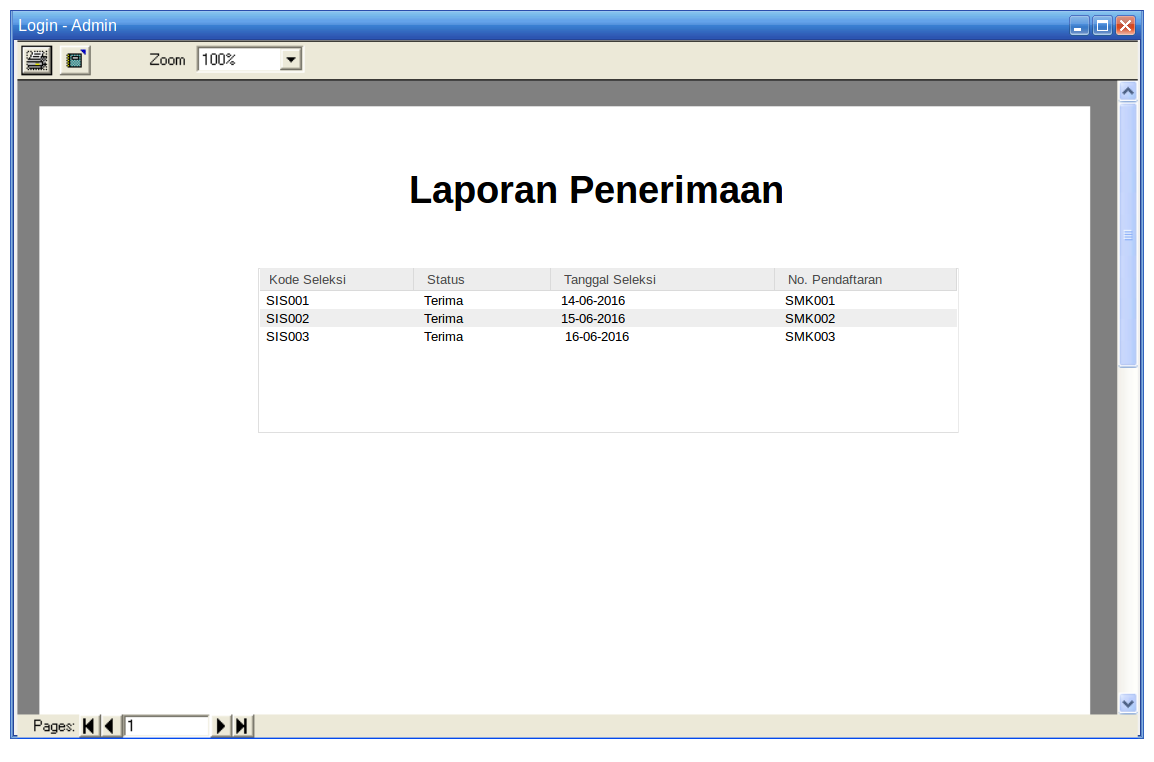 Login - Admin
Zoom 100%
Laporan Penerimaan
Kode Seleksi Status Tanggal Seleksi No. Pendaftaran
SIS001 Terima 14-06-2016 SMK001
SIS002 Terima 15-06-2016 SMK002
SIS003 Terima 16-06-2016 SMK003
Pages: 1